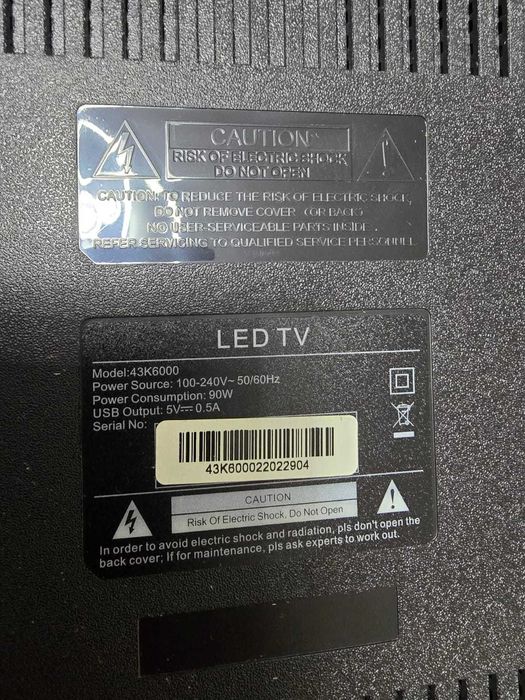 CAUTION
RISK OF ELECTRIC SHOCK
DO NOT OPEN
CAUTION: TO REDUCE THE RISK OF ELECTRIC SHOCK,
DO NOT REMOVE COVER (OR BACK)
NO USER-SERVICEABLE PARTS INSIDE.
REFER SERVICING TO QUALIFIED SERVICE PERSONNEL
LED TV
Model:43K6000
Power Source: 100-240V~ 50/60Hz
Power Consumption: 90W
USB Output: 5V⎓ 0.5A
Serial No:
43K600022022904
CAUTION
Risk Of Electric Shock, Do Not Open
In order to avoid electric shock and radiation, pls don't open the
back cover; If for maintenance, pls ask experts to work out.